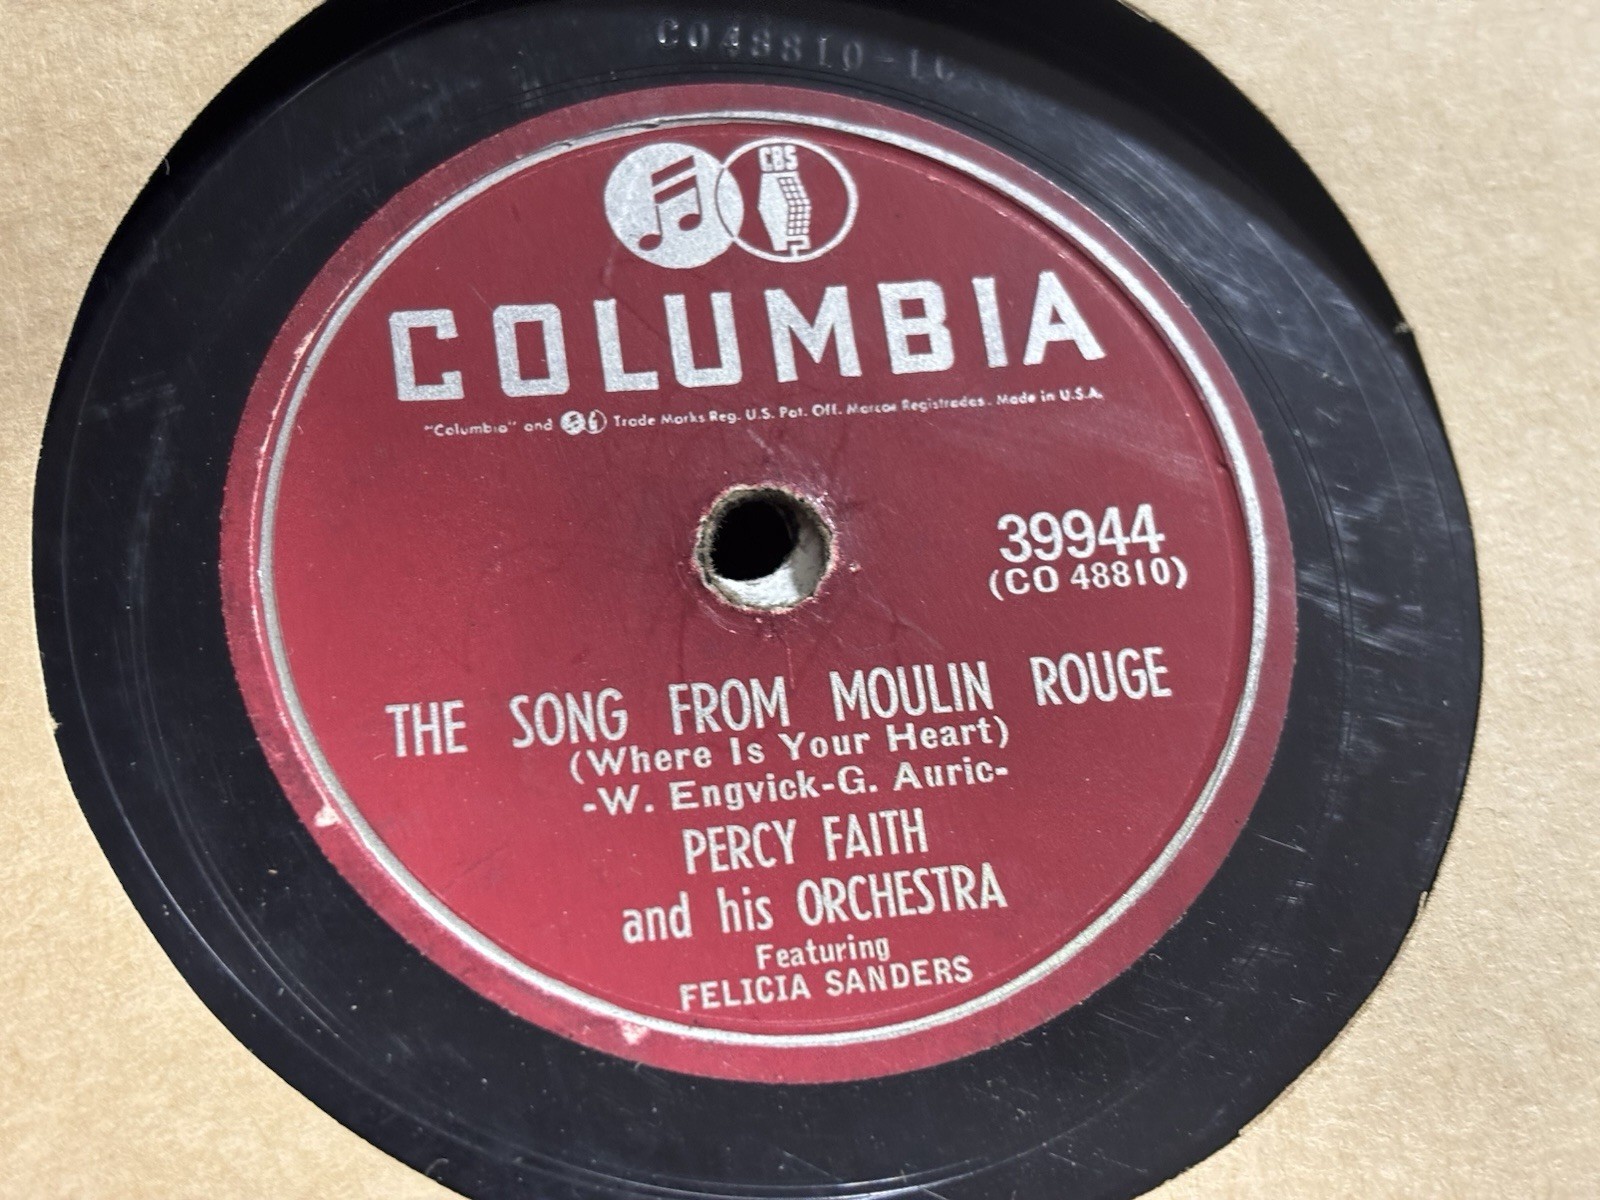 CO48810-1C
CBS
COLUMBIA
"Columbia" and Trade Marks Reg. U.S. Pat. Off. Marcas Registradas. Made in U.S.A.
39944
(CO 48810)
THE SONG FROM MOULIN ROUGE
(Where Is Your Heart)
-W. Engvick-G. Auric-
PERCY FAITH
and his ORCHESTRA
Featuring
FELICIA SANDERS